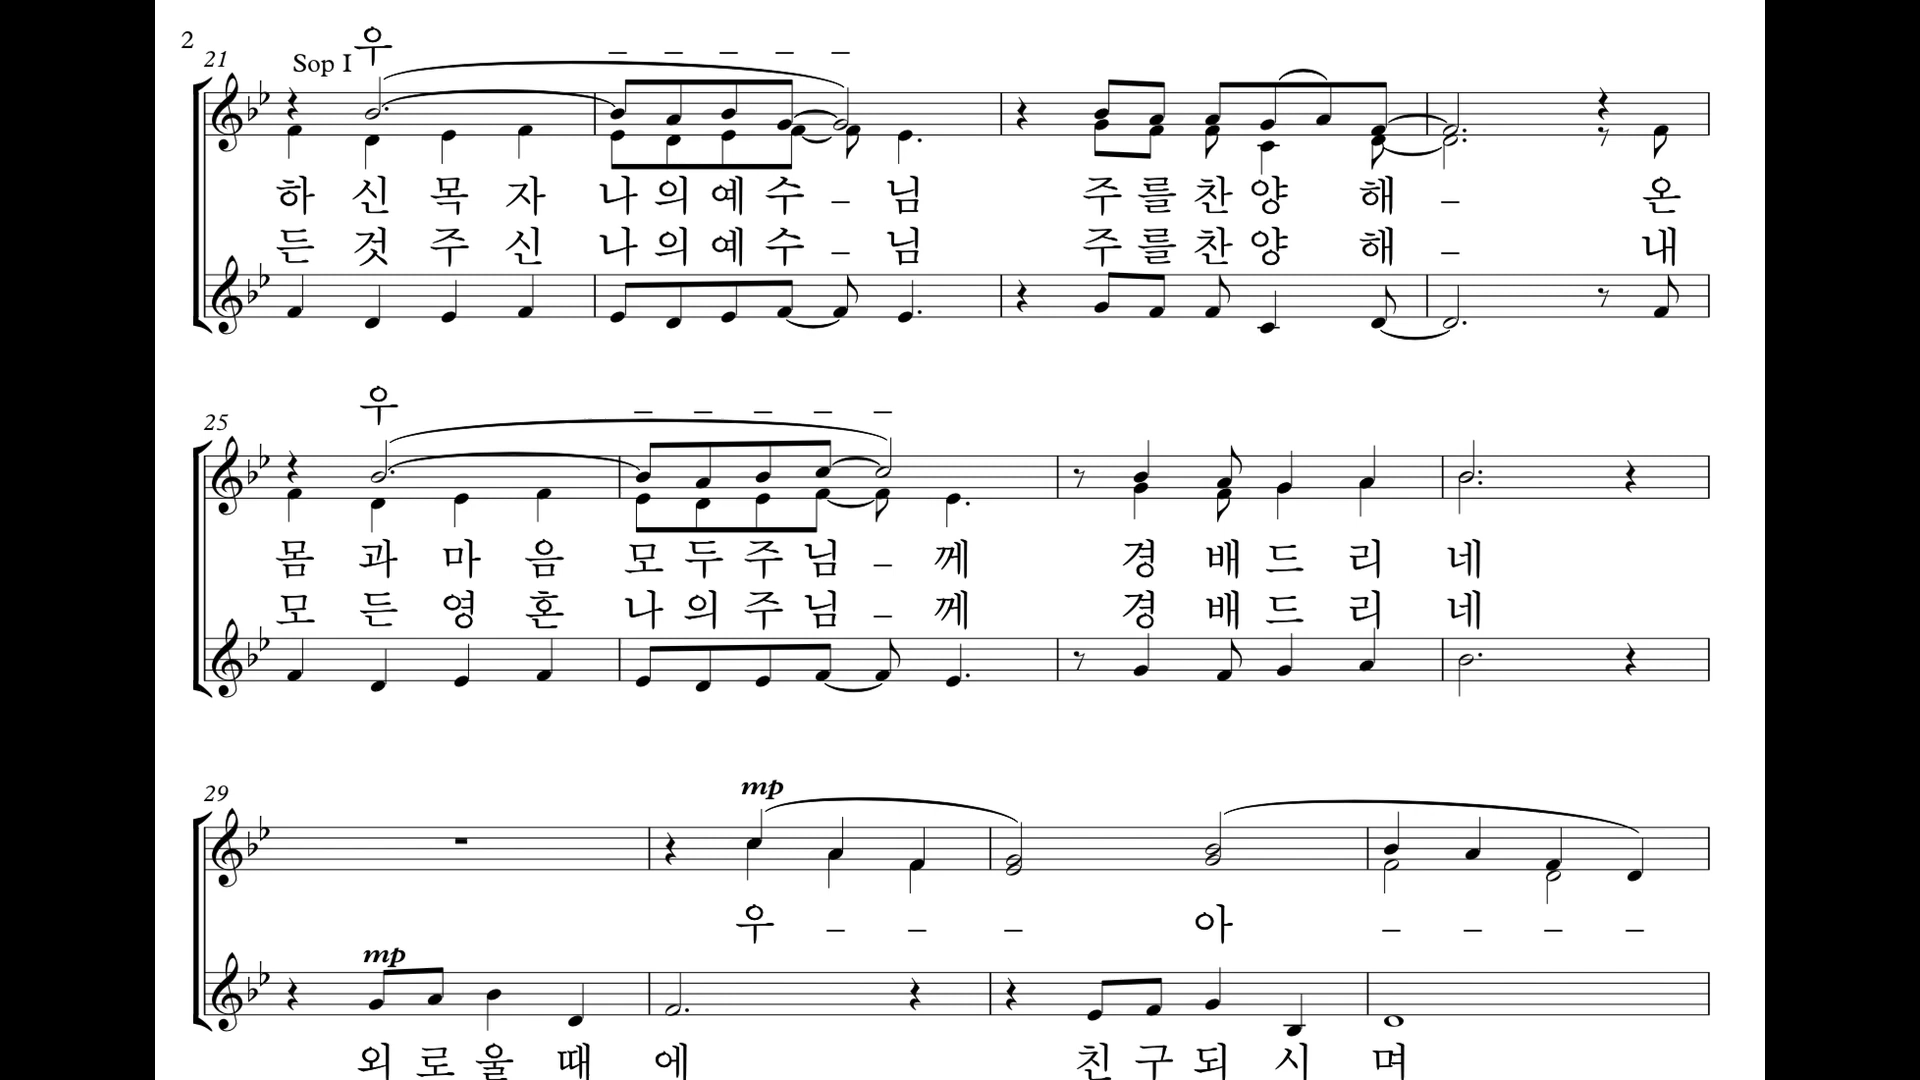 2
21
Sop I
우 – – – – –
하 신 목 자 나 의 예 수 – 님 주 를 찬 양 해 – 온
든 것 주 신 나 의 예 수 – 님 주 를 찬 양 해 – 내
25
우 – – – – –
몸 과 마 음 모 두 주 님 – 께 경 배 드 리 네
모 든 영 혼 나 의 주 님 – 께 경 배 드 리 네
29
mp
우 – – – 아 – – – –
mp
외 로 울 때 에 친 구 되 시 며